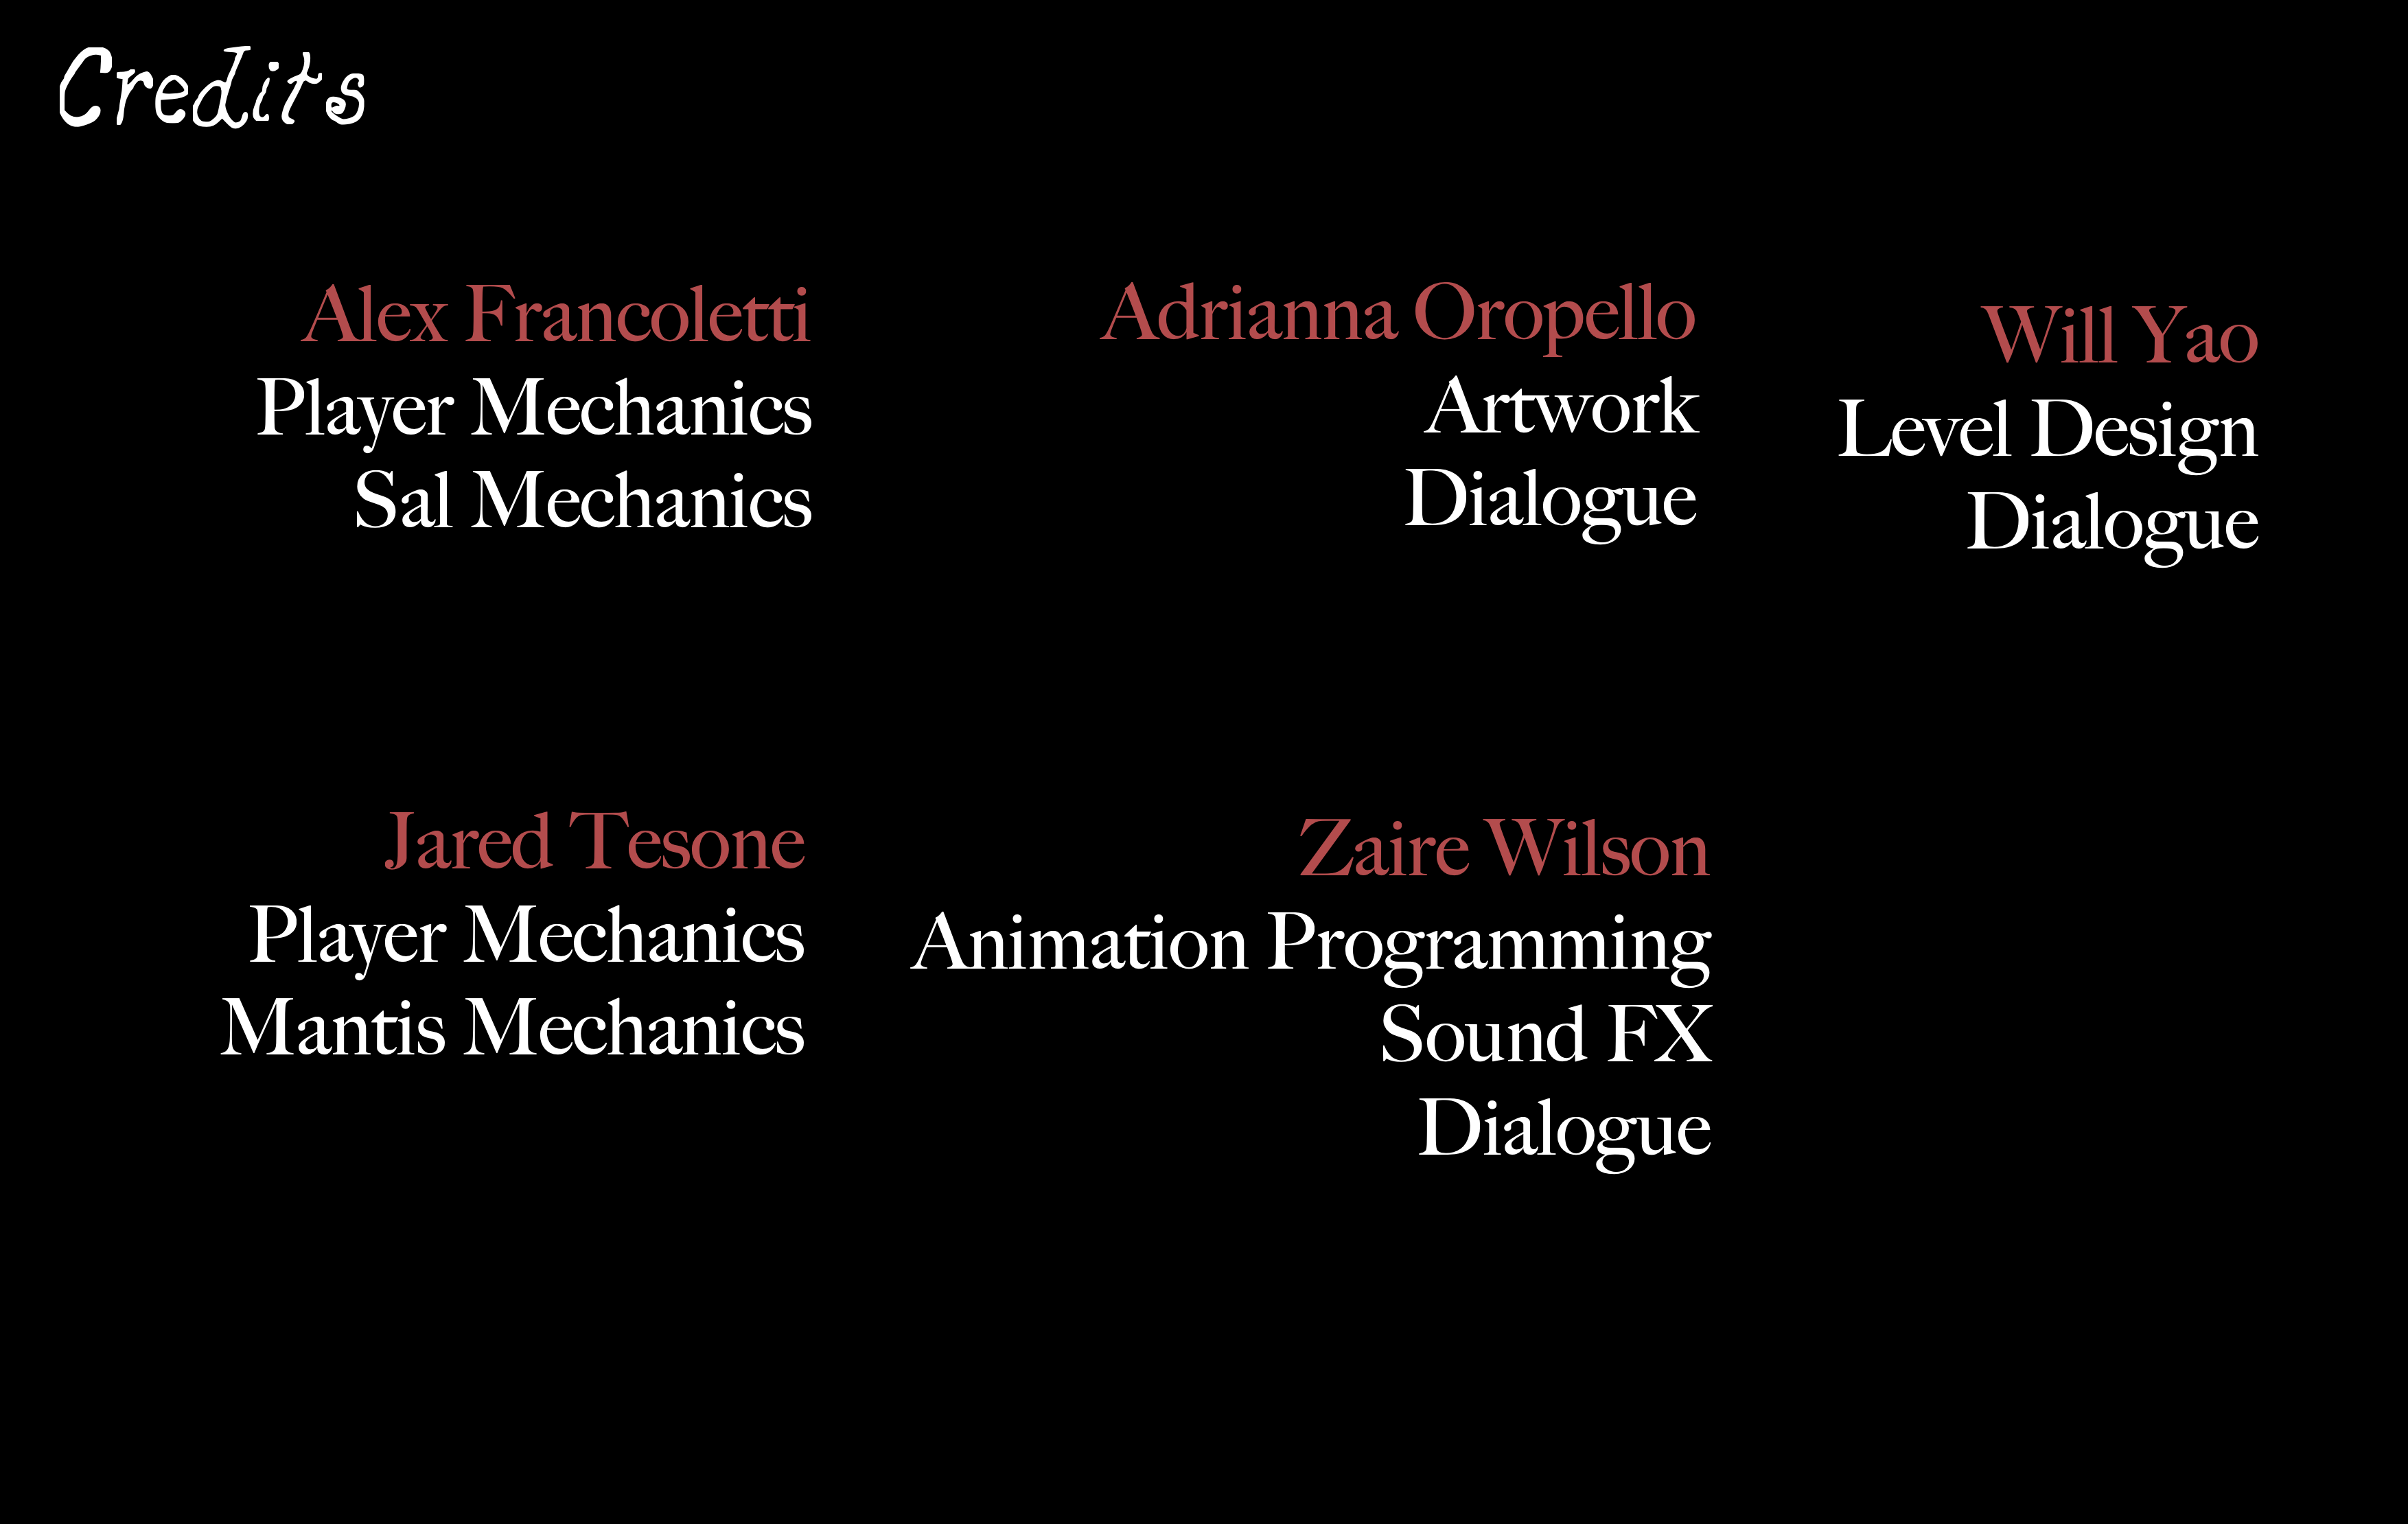 Credits
Alex Francoletti
Player Mechanics
Sal Mechanics
Adrianna Oropello
Artwork
Dialogue
Will Yao
Level Design
Dialogue
Jared Tesone
Player Mechanics
Mantis Mechanics
Zaire Wilson
Animation Programming
Sound FX
Dialogue